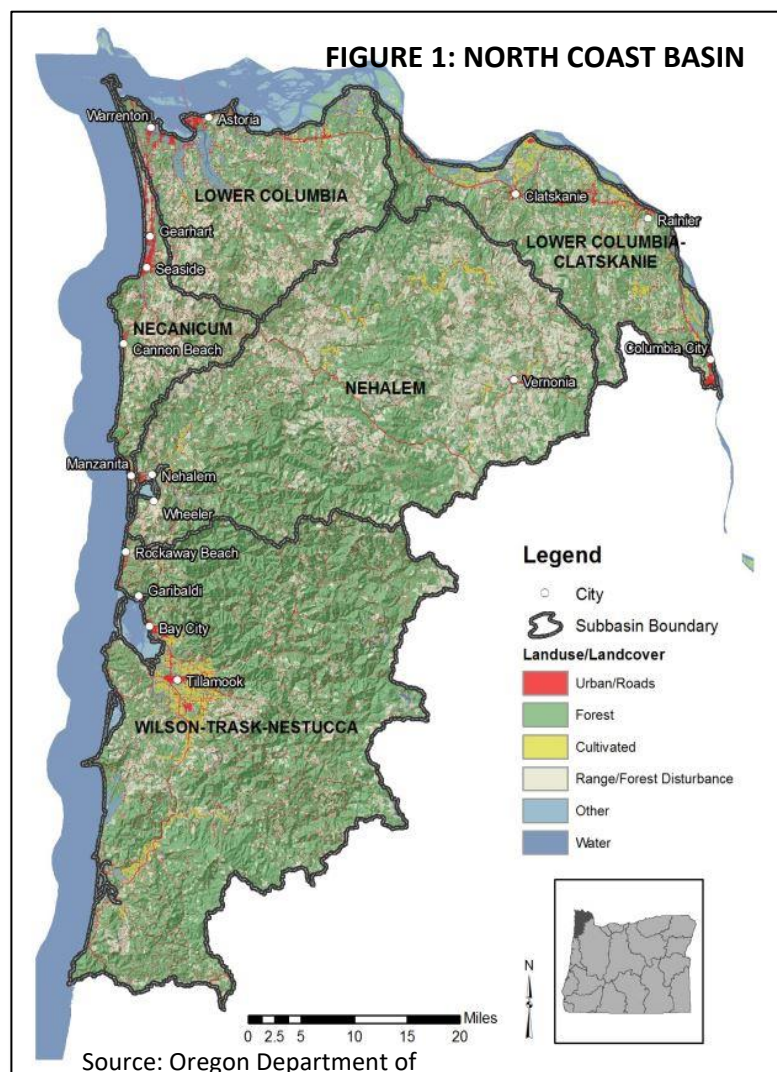 FIGURE 1: NORTH COAST BASIN
Warrenton
Astoria
LOWER COLUMBIA
Clatskanie
Rainier
LOWER COLUMBIA-
CLATSKANIE
Gearhart
Seaside
NECANICUM
Cannon Beach
Columbia City
NEHALEM
Vernonia
Manzanita
Nehalem
Wheeler
Rockaway Beach
Garibaldi
Bay City
Tillamook
WILSON-TRASK-NESTUCCA
Legend
City
Subbasin Boundary
Landuse/Landcover
Urban/Roads
Forest
Cultivated
Range/Forest Disturbance
Other
Water
N
Miles
0 2.5 5 10 15 20
Source: Oregon Department of